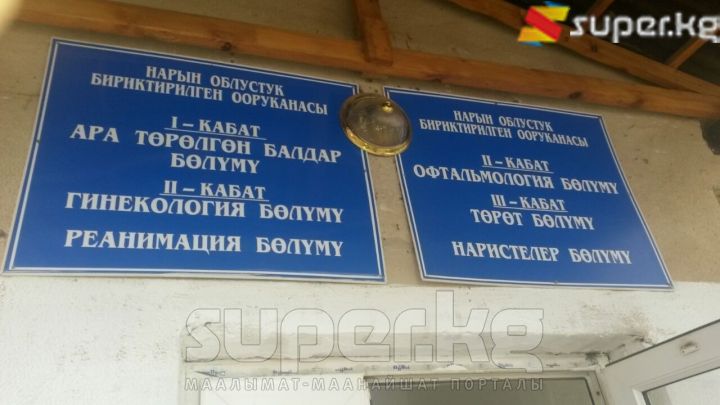 super.kg
НАРЫН ОБЛУСТУК
БИРИКТИРИЛГЕН ООРУКАНАСЫ
I – КАБАТ
АРА ТӨРӨЛГӨН БАЛДАР
БӨЛҮМҮ
II – КАБАТ
ГИНЕКОЛОГИЯ БӨЛҮМҮ
РЕАНИМАЦИЯ БӨЛҮМҮ
НАРЫН ОБЛУСТУК
БИРИКТИРИЛГЕН ООРУКАНАСЫ
II – КАБАТ
ОФТАЛЬМОЛОГИЯ БӨЛҮМҮ
III – КАБАТ
ТӨРӨТ БӨЛҮМҮ
НАРИСТЕЛЕР БӨЛҮМҮ
super.kg
МААЛЫМАТ-МААНАЙШАТ ПОРТАЛЫ